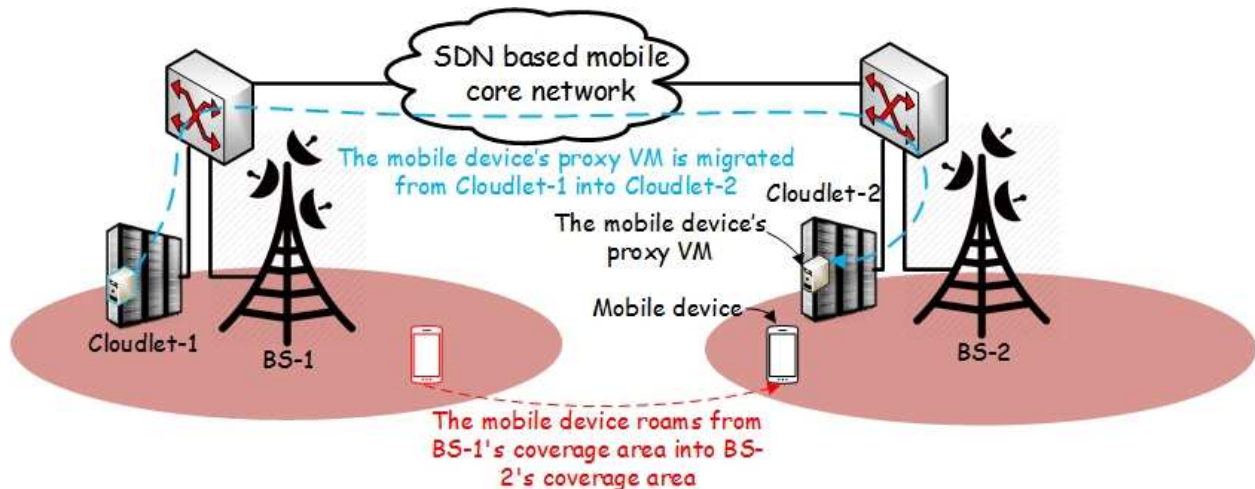 SDN based mobile
core network
The mobile device's proxy VM is migrated
from Cloudlet-1 into Cloudlet-2
Cloudlet-2
The mobile device's
proxy VM
Mobile device
Cloudlet-1
BS-1
BS-2
The mobile device roams from
BS-1's coverage area into BS-
2's coverage area